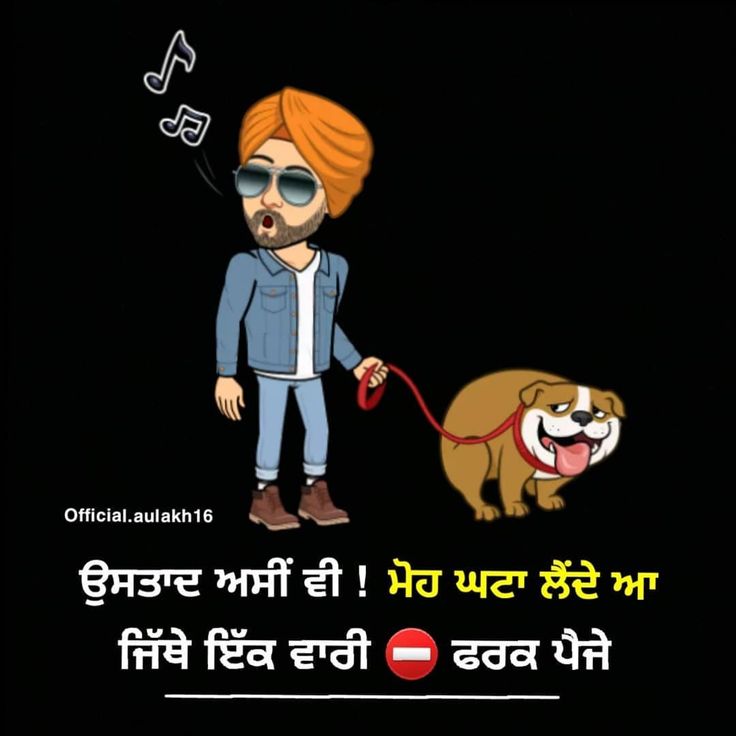 Official.aulakh16
ਉਸਤਾਦ ਅਸੀਂ ਵੀ ! ਮੋਹ ਘਟਾ ਲੈਂਦੇ ਆ
ਜਿੱਥੇ ਇੱਕ ਵਾਰੀ ⛔ ਫਰਕ ਪੈਜੇ